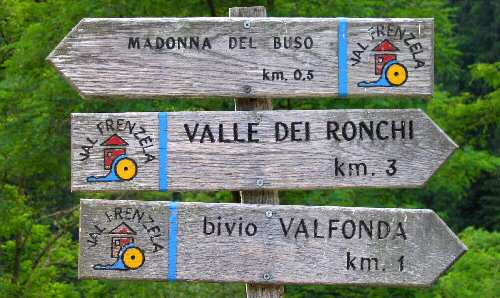 MADONNA DEL BUSO
km. 0,5
VAL FRENZELA
VAL FRENZELA
VALLE DEI RONCHI
km. 3
VAL FRENZELA
bivio VALFONDA
km. 1